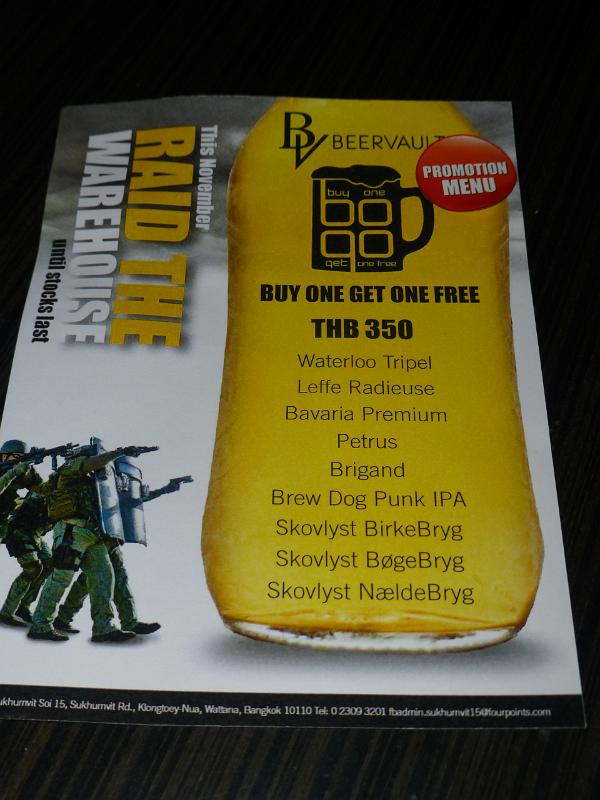 This November
RAID THE
WAREHOUSE
until stocks last
BV BEERVAULT
PROMOTION
MENU
buy one
bo
go
get one free
BUY ONE GET ONE FREE
THB 350
Waterloo Tripel
Leffe Radieuse
Bavaria Premium
Petrus
Brigand
Brew Dog Punk IPA
Skovlyst BirkeBryg
Skovlyst BøgeBryg
Skovlyst NældeBryg
Soi 15, Sukhumvit Rd., Klongtoey-Nua, Wattana, Bangkok 10110 Tel: 0 2309 3201 fbadmin.sukhumvit15@fourpoints.com